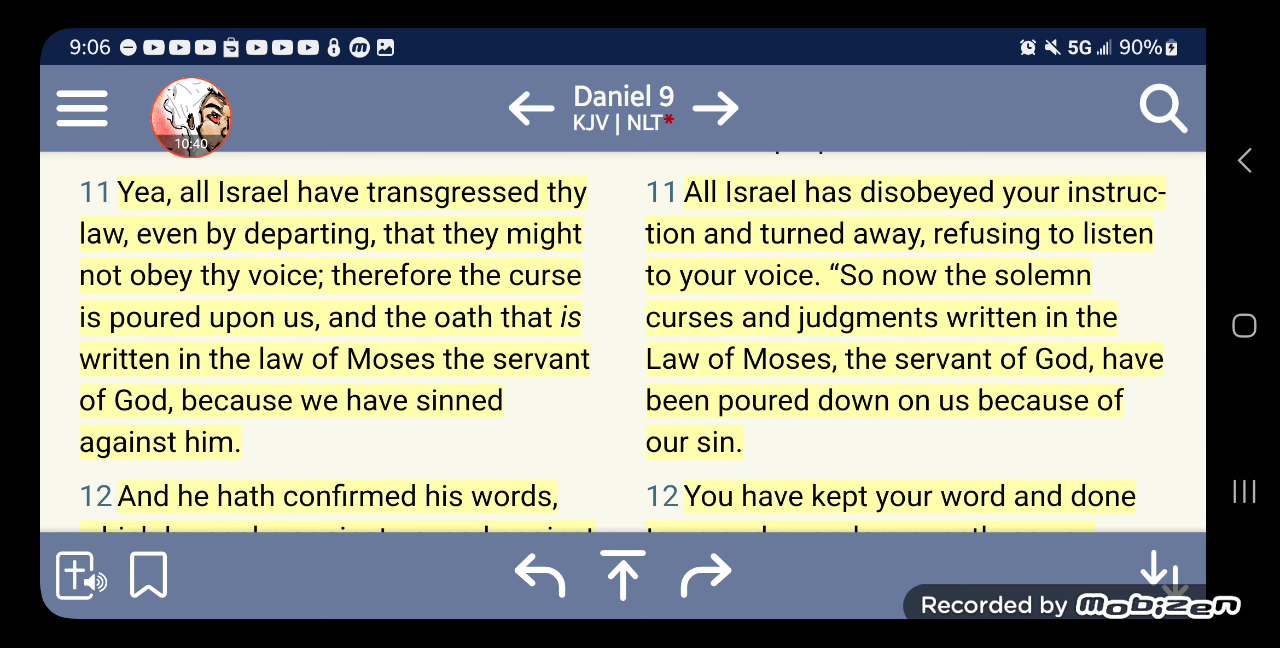 9:06
5G 90%
Daniel 9
KJV | NLT*
10:40
11 Yea, all Israel have transgressed thy
law, even by departing, that they might
not obey thy voice; therefore the curse
is poured upon us, and the oath that is
written in the law of Moses the servant
of God, because we have sinned
against him.
12 And he hath confirmed his words,
11 All Israel has disobeyed your instruc-
tion and turned away, refusing to listen
to your voice. “So now the solemn
curses and judgments written in the
Law of Moses, the servant of God, have
been poured down on us because of
our sin.
12 You have kept your word and done
Recorded by Mobizen